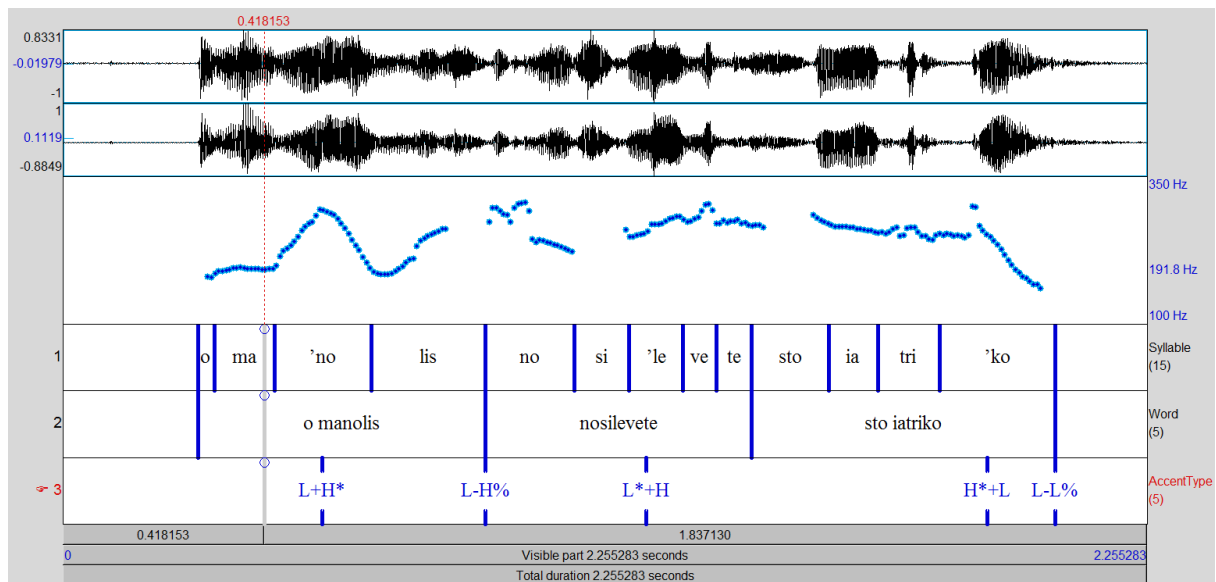 0.418153
0.8331
-0.01979
-1
1
0.1119
-0.8849
350 Hz
191.8 Hz
100 Hz
1 o ma ’no lis no si ’le ve te sto ia tri ’ko Syllable (15)
2 o manolis nosilevete sto iatriko Word (5)
3 L+H* L-H% L*+H H*+L L-L% AccentType (5)
0.418153 1.837130
0 Visible part 2.255283 seconds 2.255283
Total duration 2.255283 seconds